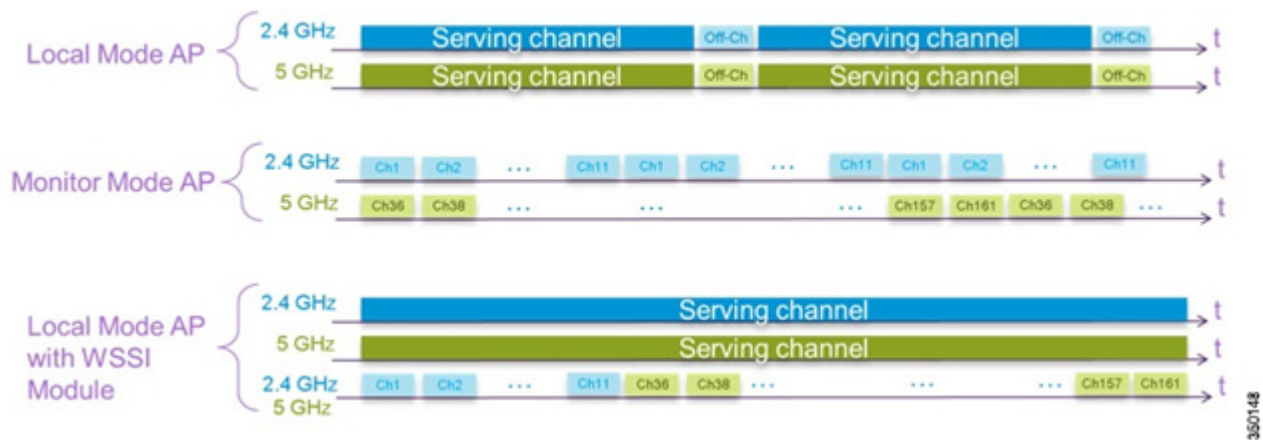 Local Mode AP
2.4 GHz Serving channel Off-Ch Serving channel Off-Ch t
5 GHz Serving channel Off-Ch Serving channel Off-Ch t
Monitor Mode AP
2.4 GHz Ch1 Ch2 ... Ch11 Ch1 Ch2 ... Ch11 Ch1 Ch2 ... Ch11 t
5 GHz Ch36 Ch38 ... ... ... Ch157 Ch161 Ch36 Ch38 ... t
Local Mode AP
with WSSI
Module
2.4 GHz Serving channel t
5 GHz Serving channel t
2.4 GHz Ch1 Ch2 ... Ch11 Ch36 Ch38 ... ... ... Ch157 Ch161 t
5 GHz
350148